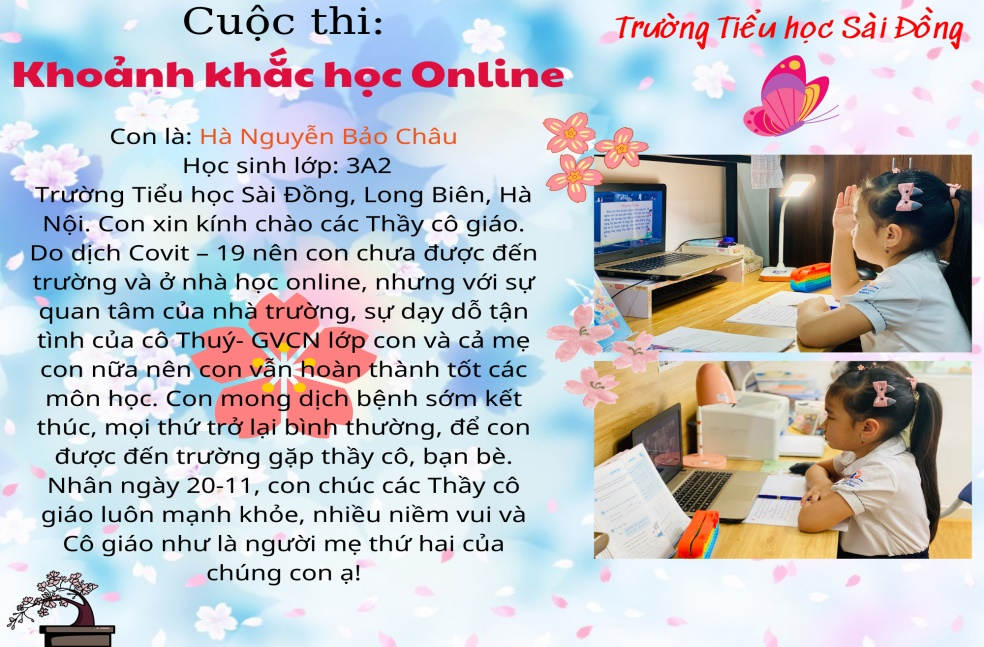 Cuộc thi:
Khoảnh khắc học Online
Trường Tiểu học Sài Đồng
Con là: Hà Nguyễn Bảo Châu
Học sinh lớp: 3A2
Trường Tiểu học Sài Đồng, Long Biên, Hà
Nội. Con xin kính chào các Thầy cô giáo.
Do dịch Covit – 19 nên con chưa được đến
trường và ở nhà học online, nhưng với sự
quan tâm của nhà trường, sự dạy dỗ tận
tình của cô Thuý- GVCN lớp con và cả mẹ
con nữa nên con vẫn hoàn thành tốt các
môn học. Con mong dịch bệnh sớm kết
thúc, mọi thứ trở lại bình thường, để con
được đến trường gặp thầy cô, bạn bè.
Nhân ngày 20-11, con chúc các Thầy cô
giáo luôn mạnh khỏe, nhiều niềm vui và
Cô giáo như là người mẹ thứ hai của
chúng con ạ!